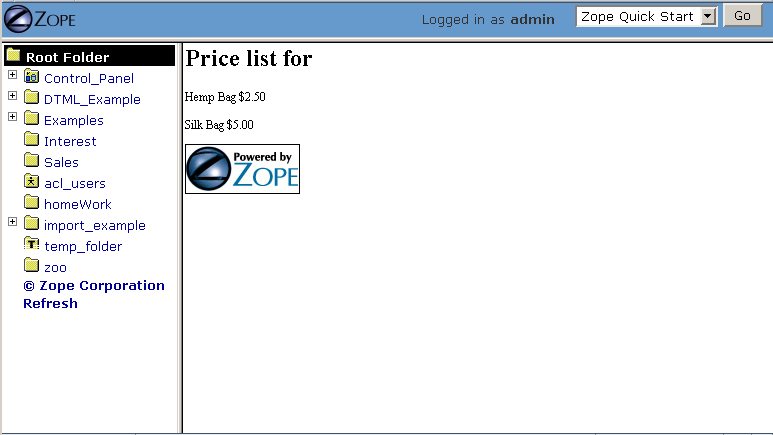 ZOPE
Logged in as admin
Zope Quick Start
Go
Root Folder
Control_Panel
DTML_Example
Examples
Interest
Sales
acl_users
homeWork
import_example
temp_folder
zoo
© Zope Corporation
Refresh
Price list for
Hemp Bag $2.50
Silk Bag $5.00
Powered by
ZOPE